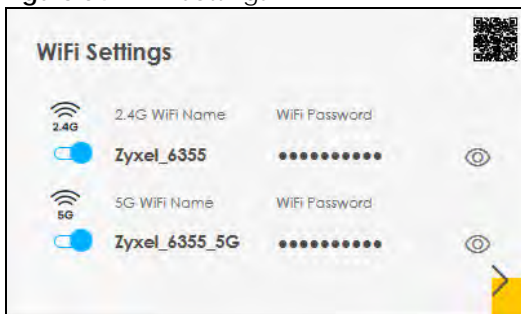 WiFi Settings
2.4G WiFi Name WiFi Password
2.4G
Zyxel_6355 ●●●●●●●●●●
5G WiFi Name WiFi Password
5G
Zyxel_6355_5G ●●●●●●●●●●